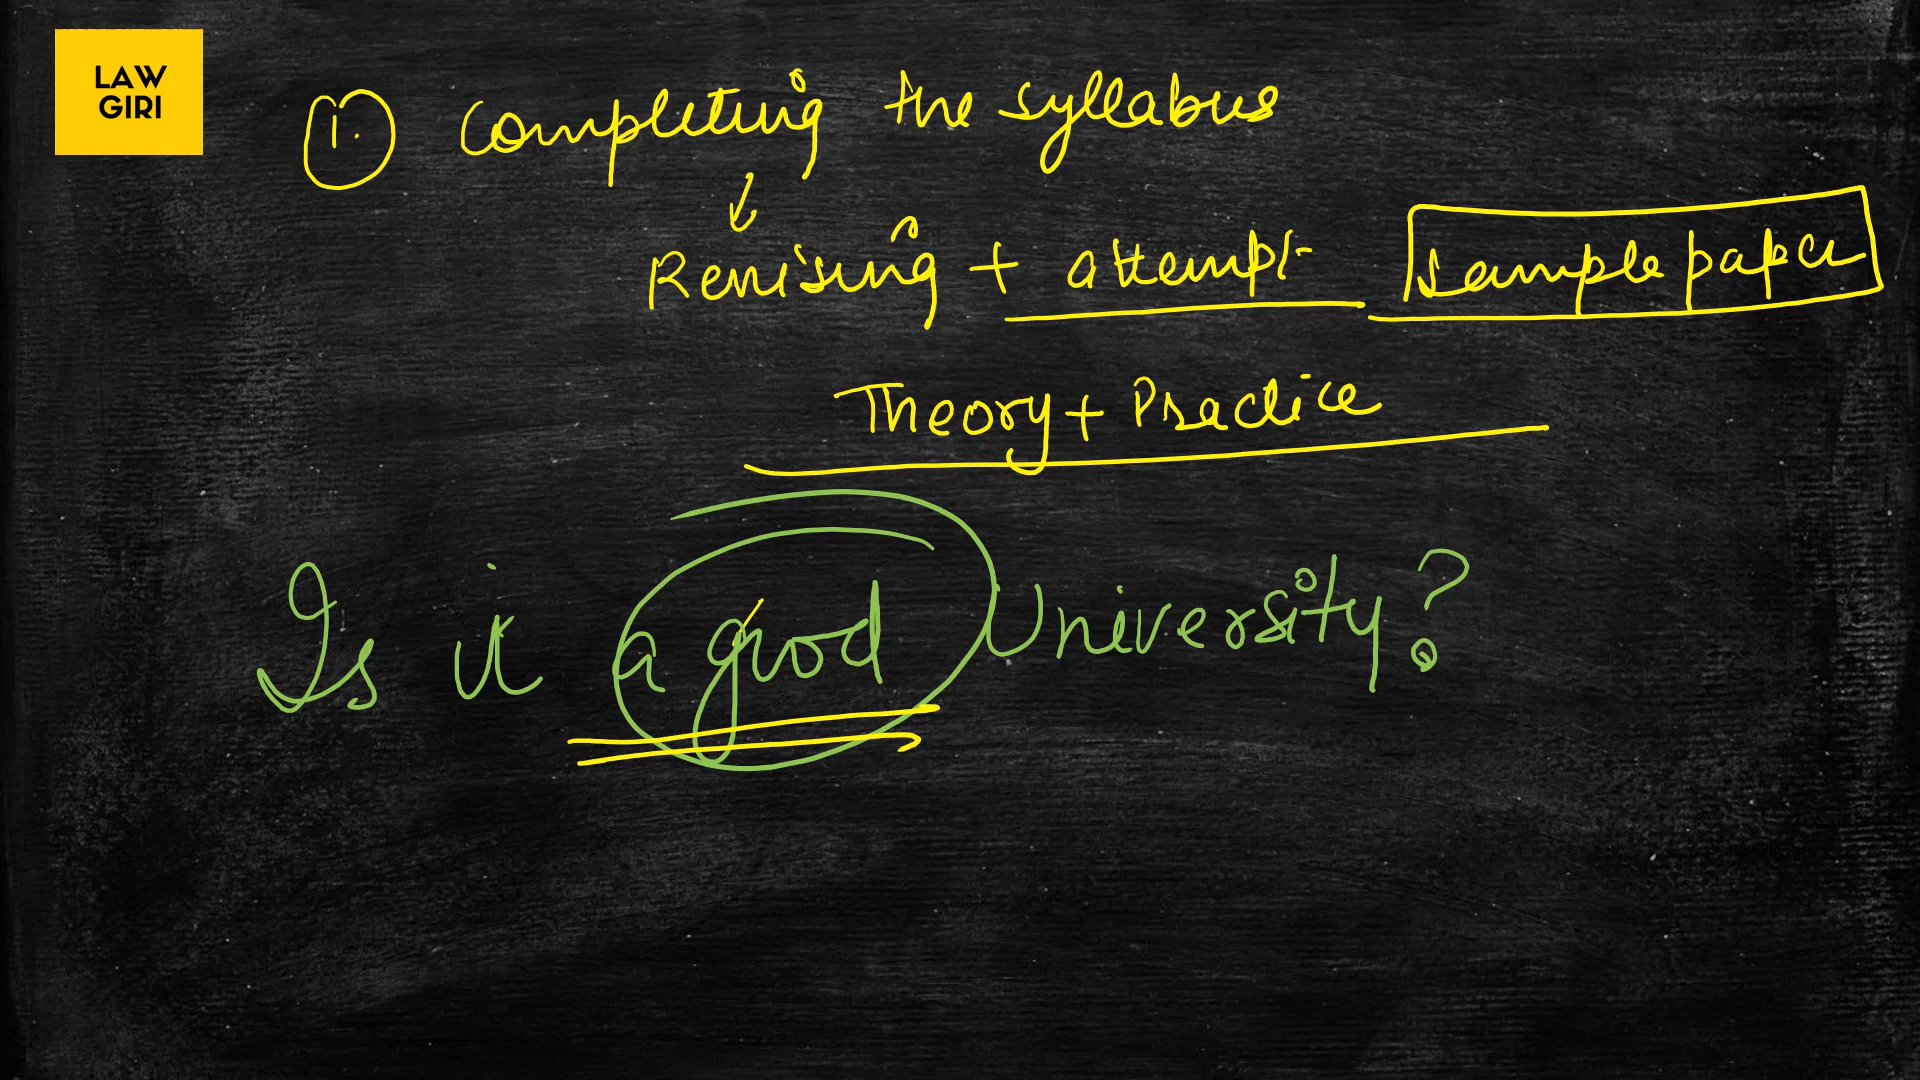 LAW
GIRI
1. Completing the syllabus
↓
Revising + attempt sample paper
Theory + Practice
Is it a good University?